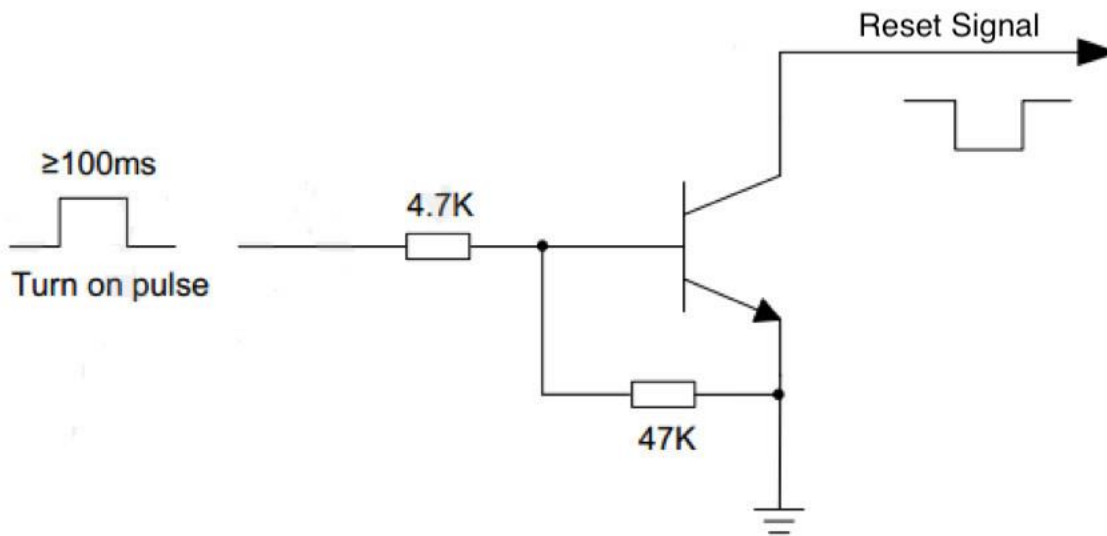 Reset Signal
≥100ms
4.7K
Turn on pulse
47K